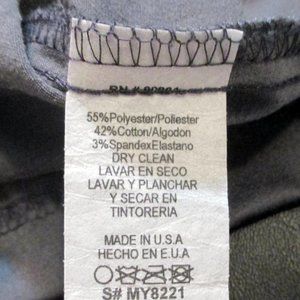 RN #
55%Polyester/Poliester
42%Cotton/Algodon
3%SpandexElastano
DRY CLEAN
LAVAR EN SECO
LAVAR Y PLANCHAR
Y SECAR EN
TINTORERIA
MADE IN U.S.A
HECHO EN E.U.A
S# MY8221